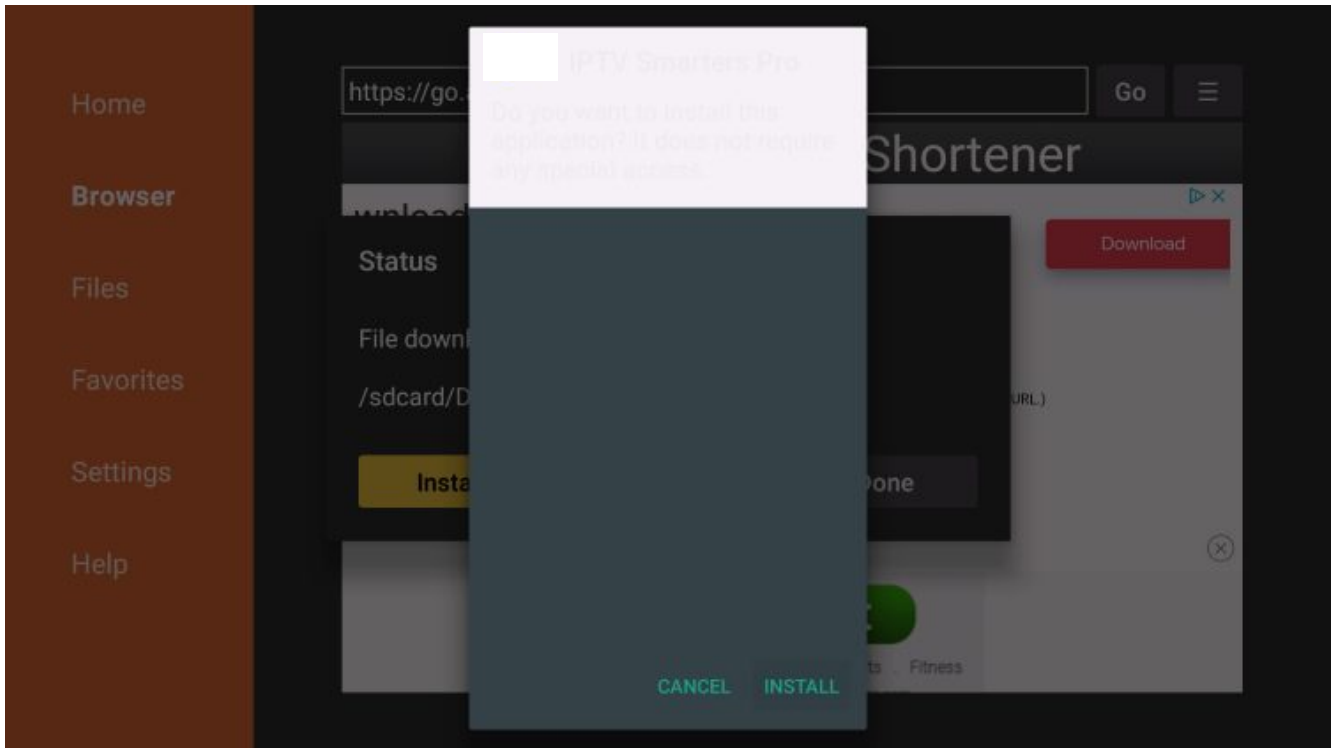 Home
Browser
Files
Favorites
Settings
Help
https://go.
Go
Shortener
Download
Status
File downl
/sdcard/D
URL.)
Insta
Done
Fitness
IPTV Smarters Pro
Do you want to install this
application? It does not require
any special access.
CANCEL INSTALL